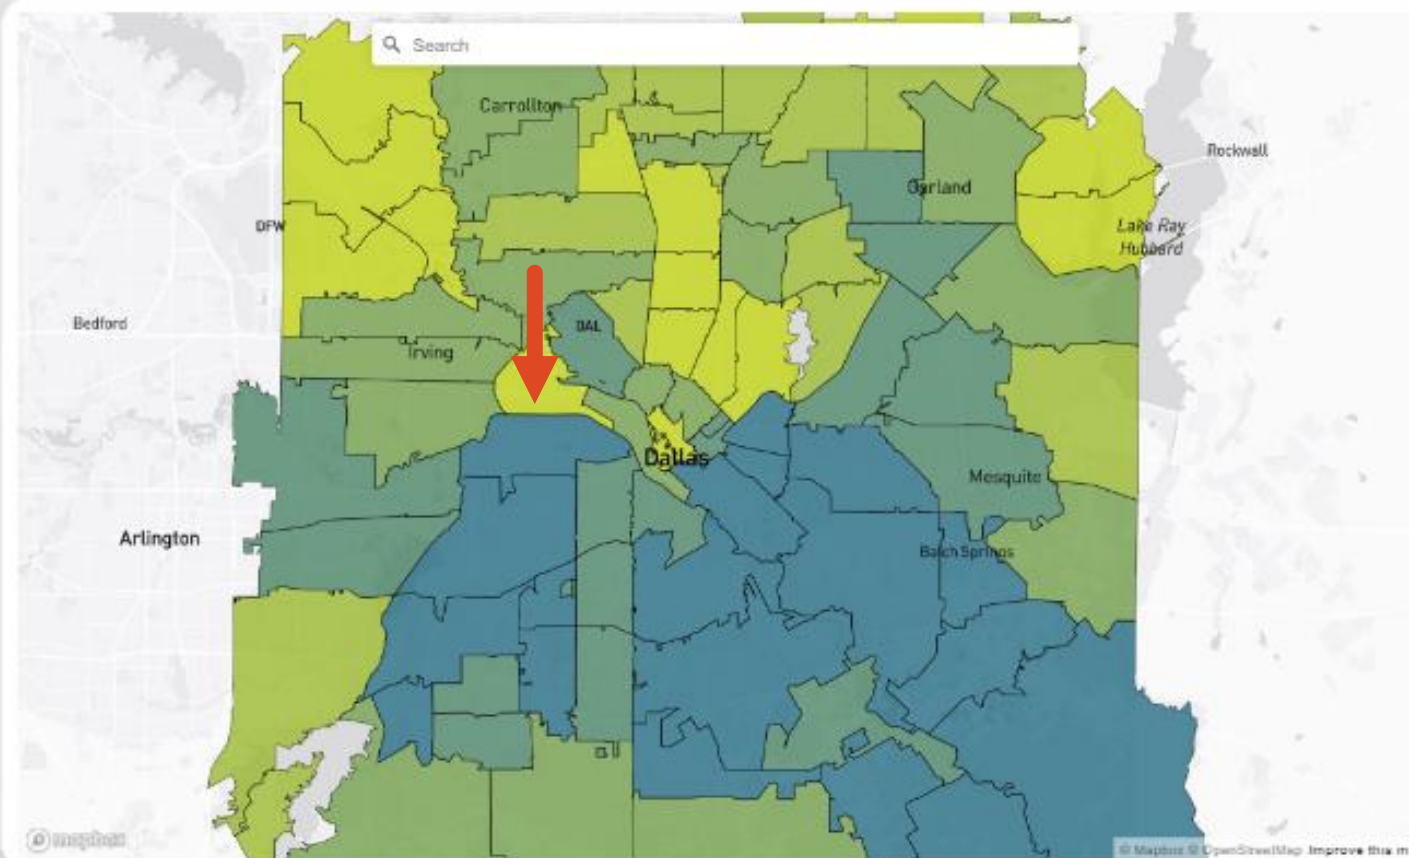 Search
Carrollton
Rockwall
Garland
DFW
Lake Ray
Hubbard
Bedford
DAL
Irving
Dallas
Mesquite
Arlington
Balch Springs
mapbox
© Mapbox © OpenStreetMap Improve this m